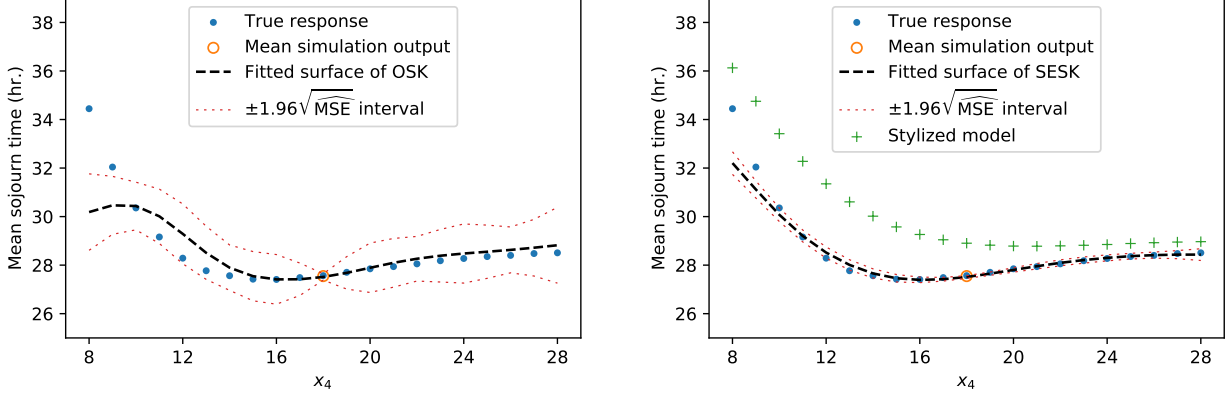 38
36
34
32
30
28
26
Mean sojourn time (hr.)
8 12 16 20 24 28
x₄
True response
Mean simulation output
Fitted surface of OSK
±1.96√MSE interval
38
36
34
32
30
28
26
Mean sojourn time (hr.)
8 12 16 20 24 28
x₄
True response
Mean simulation output
Fitted surface of SESK
±1.96√MSE interval
Stylized model